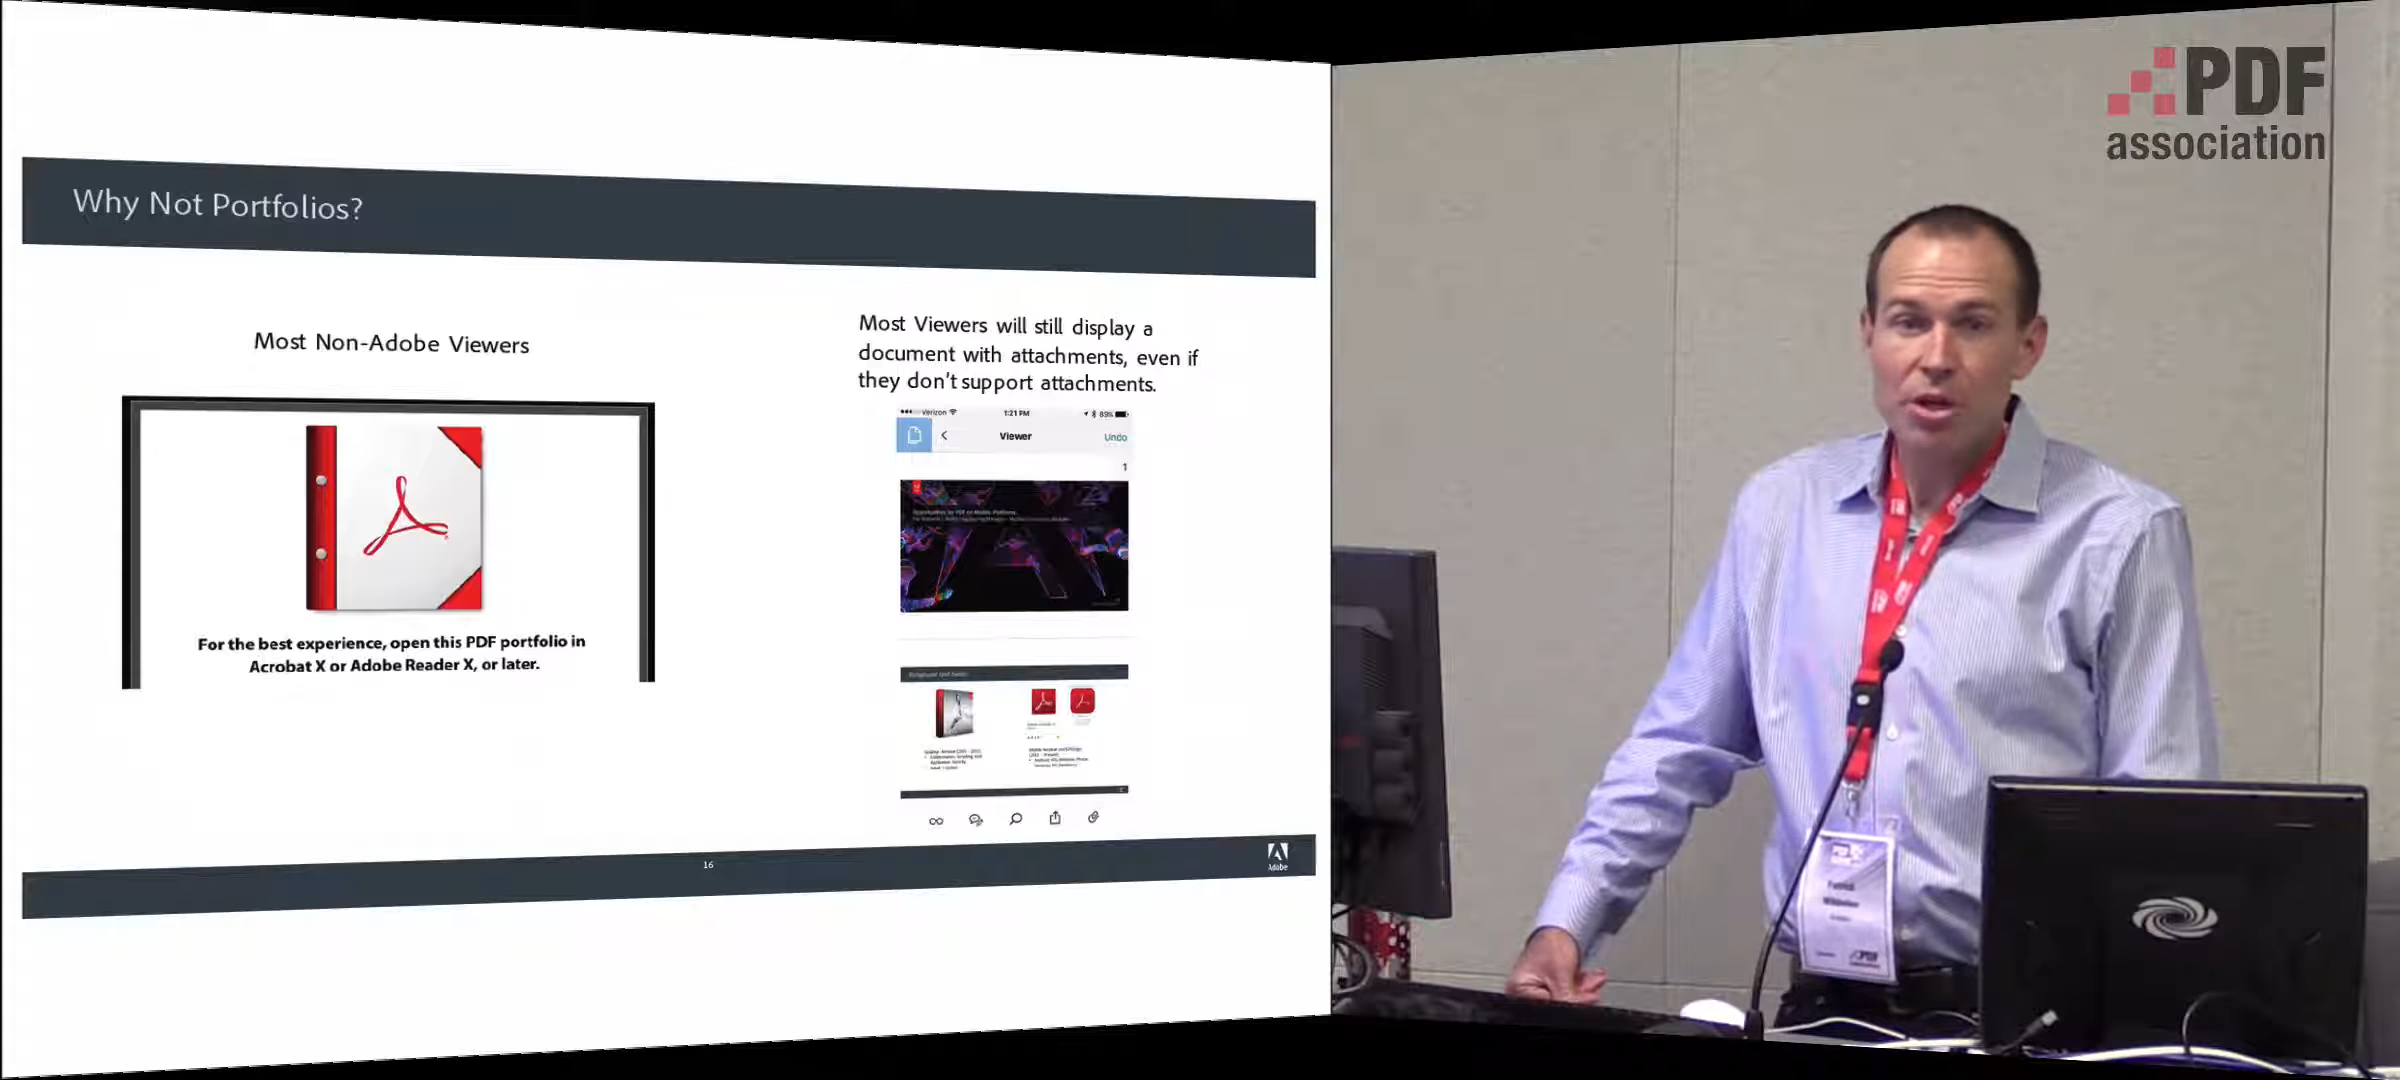 Why Not Portfolios?
Most Non-Adobe Viewers
For the best experience, open this PDF portfolio in
Acrobat X or Adobe Reader X, or later.
Most Viewers will still display a
document with attachments, even if
they don't support attachments.
Verizon
1:21 PM
89%
Viewer
Undo
1
16
Adobe
PDF
association